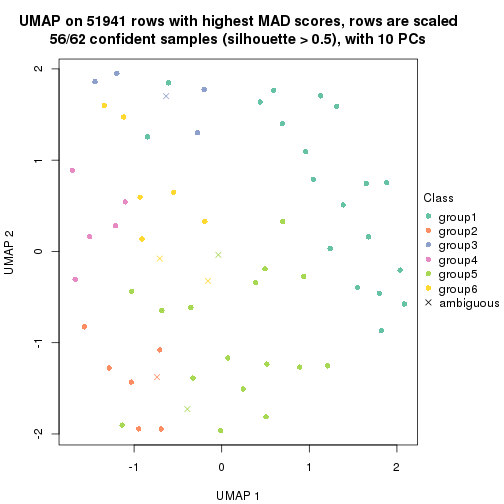 UMAP on 51941 rows with highest MAD scores, rows are scaled
56/62 confident samples (silhouette > 0.5), with 10 PCs
2
1
0
-1
-2
UMAP 2
-1
0
1
2
UMAP 1
Class
group1
group2
group3
group4
group5
group6
ambiguous